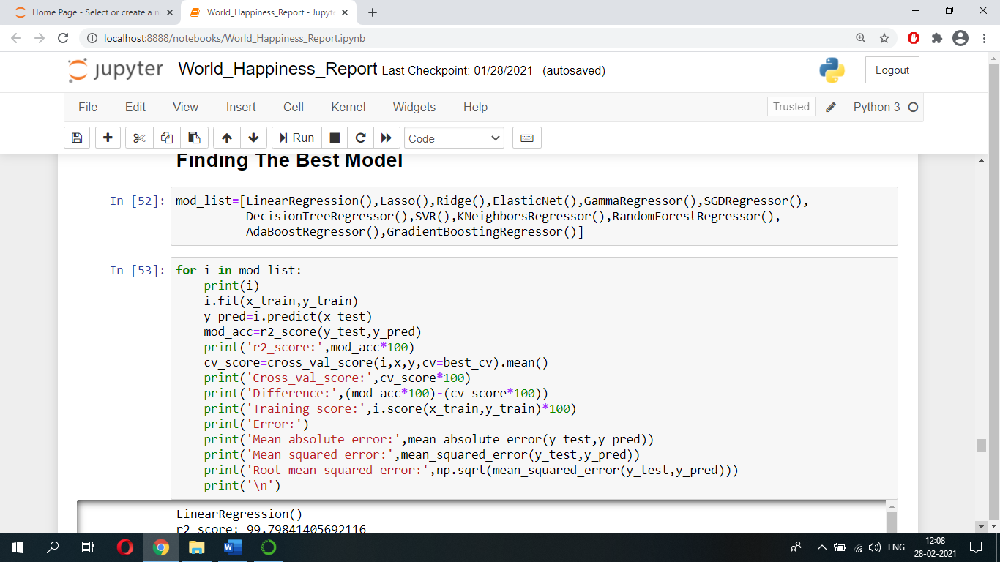 Home Page - Select or create a n
World_Happiness_Report - Jupyte
localhost:8888/notebooks/World_Happiness_Report.ipynb
jupyter World_Happiness_Report Last Checkpoint: 01/28/2021 (autosaved)
Logout
File Edit View Insert Cell Kernel Widgets Help
Trusted
Python 3
Run
Code
Finding The Best Model
In [52]: mod_list=[LinearRegression(),Lasso(),Ridge(),ElasticNet(),GammaRegressor(),SGDRegressor(),
DecisionTreeRegressor(),SVR(),KNeighborsRegressor(),RandomForestRegressor(),
AdaBoostRegressor(),GradientBoostingRegressor()]
In [53]: for i in mod_list:
print(i)
i.fit(x_train,y_train)
y_pred=i.predict(x_test)
mod_acc=r2_score(y_test,y_pred)
print('r2_score:',mod_acc*100)
cv_score=cross_val_score(i,x,y,cv=best_cv).mean()
print('Cross_val_score:',cv_score*100)
print('Difference:',(mod_acc*100)-(cv_score*100))
print('Training score:',i.score(x_train,y_train)*100)
print('Error:')
print('Mean absolute error:',mean_absolute_error(y_test,y_pred))
print('Mean squared error:',mean_squared_error(y_test,y_pred))
print('Root mean squared error:',np.sqrt(mean_squared_error(y_test,y_pred)))
print('\n')
LinearRegression()
r2_score: 99.79841405692116
ENG
12:08
28-02-2021